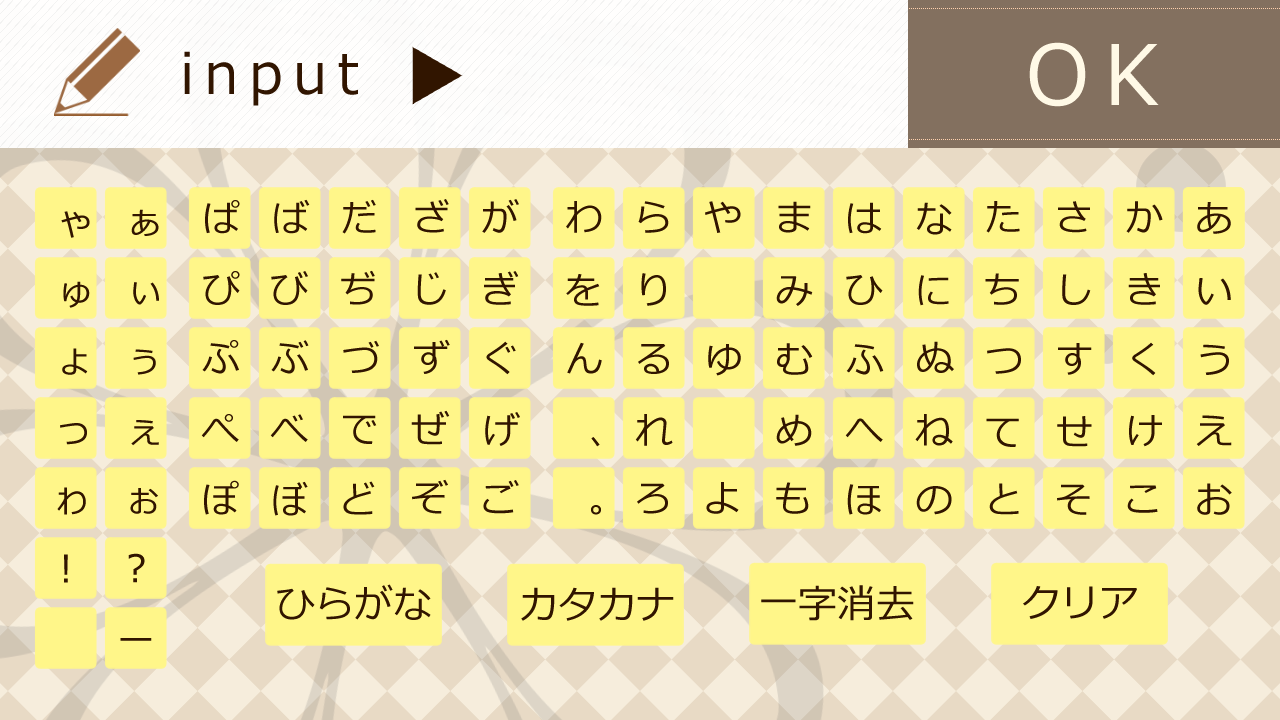 input ▶
OK
ゃ ぁ ぱ ば だ ざ が わ ら や ま は な た さ か あ
ゅ ぃ ぴ び ぢ じ ぎ を り み ひ に ち し き い
ょ ぅ ぷ ぶ づ ず ぐ ん る ゆ む ふ ぬ つ す く う
っ ぇ ぺ べ で ぜ げ 、 れ め へ ね て せ け え
ゎ ぉ ぽ ぼ ど ぞ ご 。 ろ よ も ほ の と そ こ お
! ?
ー
ひらがな カタカナ 一字消去 クリア